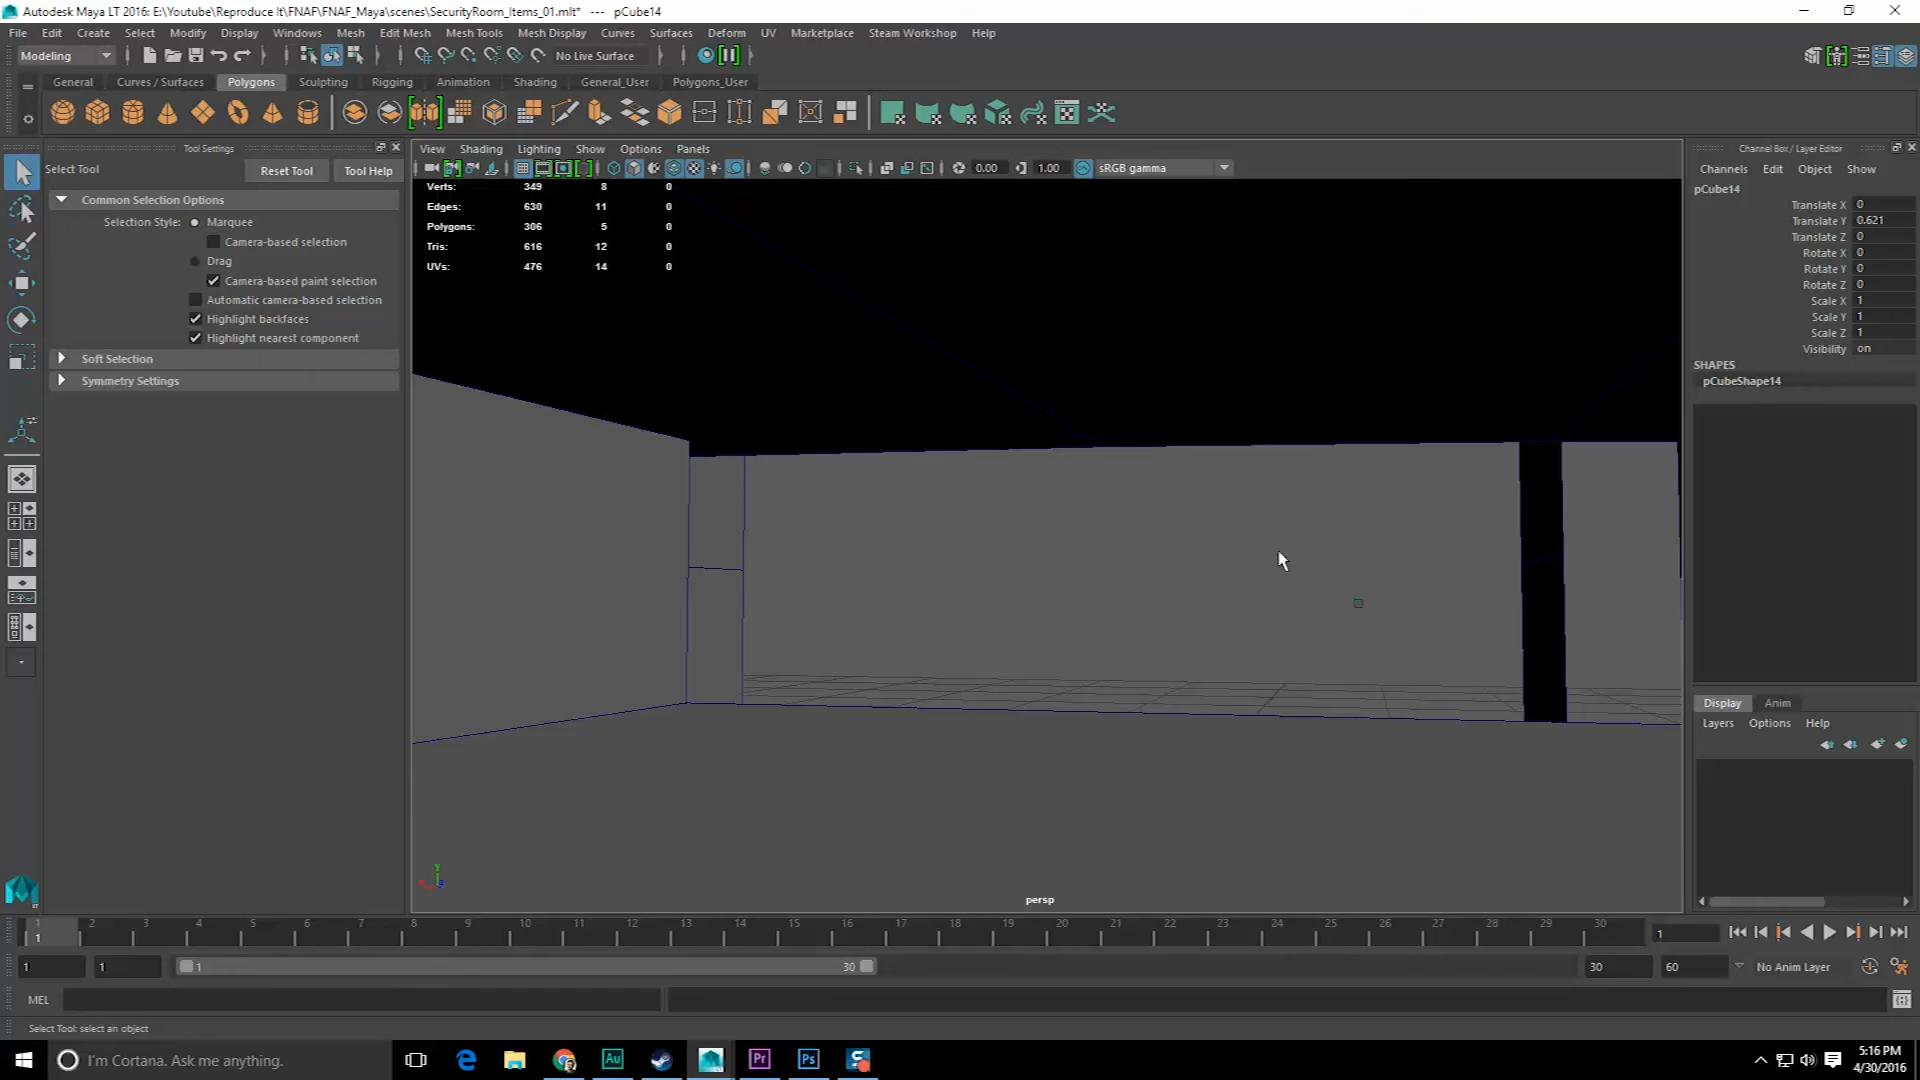 Autodesk Maya LT 2016: E:\Youtube\Reproduce It\FNAF\FNAF_Maya\scenes\SecurityRoom_Items_01.mlt* --- pCube14
File Edit Create Select Modify Display Windows Mesh Edit Mesh Mesh Tools Mesh Display Curves Surfaces Deform UV Marketplace Steam Workshop Help
Modeling No Live Surface
General Curves / Surfaces Polygons Sculpting Rigging Animation Shading General_User Polygons_User
Tool Settings
Select Tool Reset Tool Tool Help
Common Selection Options
Selection Style: Marquee
Camera-based selection
Drag
Camera-based paint selection
Automatic camera-based selection
Highlight backfaces
Highlight nearest component
Soft Selection
Symmetry Settings
View Shading Lighting Show Options Panels
0.00 1.00 sRGB gamma
Verts: 349 8 0
Edges: 630 11 0
Polygons: 306 5 0
Tris: 616 12 0
UVs: 476 14 0
persp
Channel Box / Layer Editor
Channels Edit Object Show
pCube14
Translate X 0
Translate Y 0.621
Translate Z 0
Rotate X 0
Rotate Y 0
Rotate Z 0
Scale X 1
Scale Y 1
Scale Z 1
Visibility on
SHAPES
pCubeShape14
Display Anim
Layers Options Help
1 2 3 4 5 6 7 8 9 10 11 12 13 14 15 16 17 18 19 20 21 22 23 24 25 26 27 28 29 30
1 1
1 1 1 30 30 60 No Anim Layer
MEL
Select Tool: select an object
I'm Cortana. Ask me anything.
Au Pr Ps
5:16 PM
4/30/2016